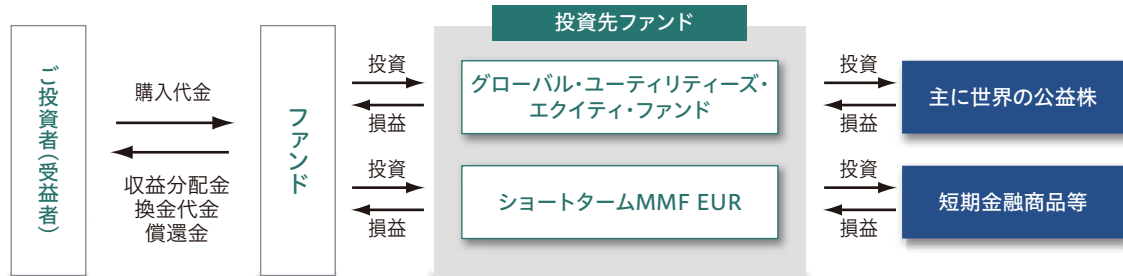 ご投資者(受益者)
購入代金
収益分配金
換金代金
償還金
ファンド
投資
損益
投資
損益
投資先ファンド
グローバル・ユーティリティーズ・
エクイティ・ファンド
ショートタームMMF EUR
投資
損益
投資
損益
主に世界の公益株
短期金融商品等